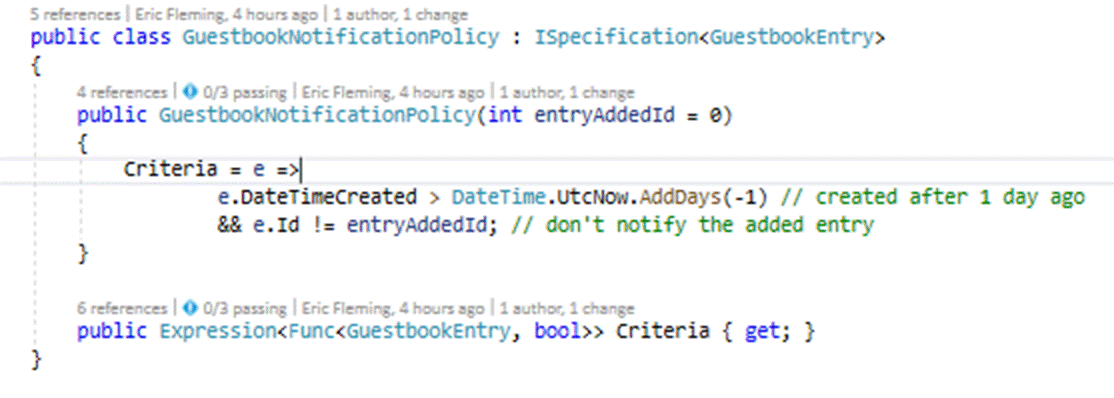 5 references | Eric Fleming, 4 hours ago | 1 author, 1 change
public class GuestbookNotificationPolicy : ISpecification<GuestbookEntry>
{
4 references | 0/3 passing | Eric Fleming, 4 hours ago | 1 author, 1 change
public GuestbookNotificationPolicy(int entryAddedId = 0)
{
Criteria = e =>
e.DateTimeCreated > DateTime.UtcNow.AddDays(-1) // created after 1 day ago
&& e.Id != entryAddedId; // don't notify the added entry
}
6 references | 0/3 passing | Eric Fleming, 4 hours ago | 1 author, 1 change
public Expression<Func<GuestbookEntry, bool>> Criteria { get; }
}